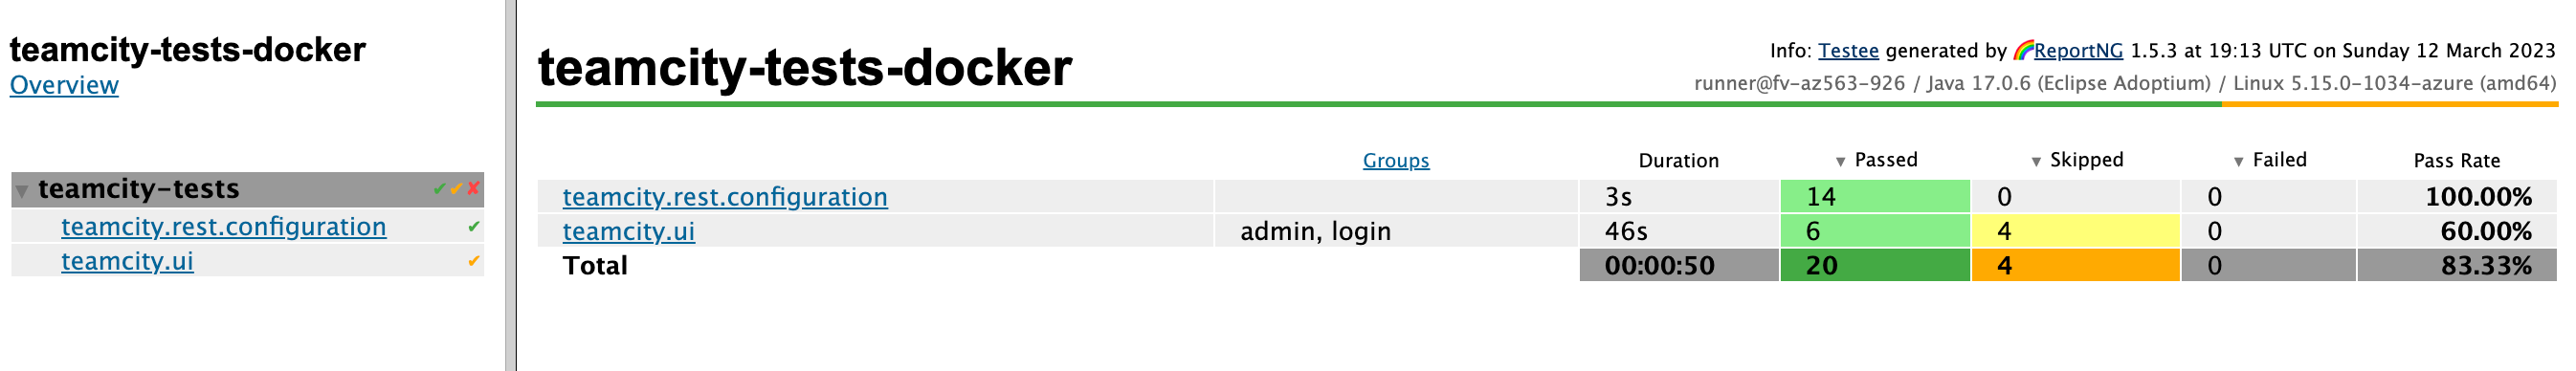 teamcity-tests-docker
Overview
teamcity-tests
teamcity.rest.configuration
teamcity.ui
teamcity-tests-docker
Info: Testee generated by ReportNG 1.5.3 at 19:13 UTC on Sunday 12 March 2023
runner@fv-az563-926 / Java 17.0.6 (Eclipse Adoptium) / Linux 5.15.0-1034-azure (amd64)
Groups Duration ▼ Passed ▼ Skipped ▼ Failed Pass Rate
teamcity.rest.configuration 3s 14 0 0 100.00%
teamcity.ui admin, login 46s 6 4 0 60.00%
Total 00:00:50 20 4 0 83.33%